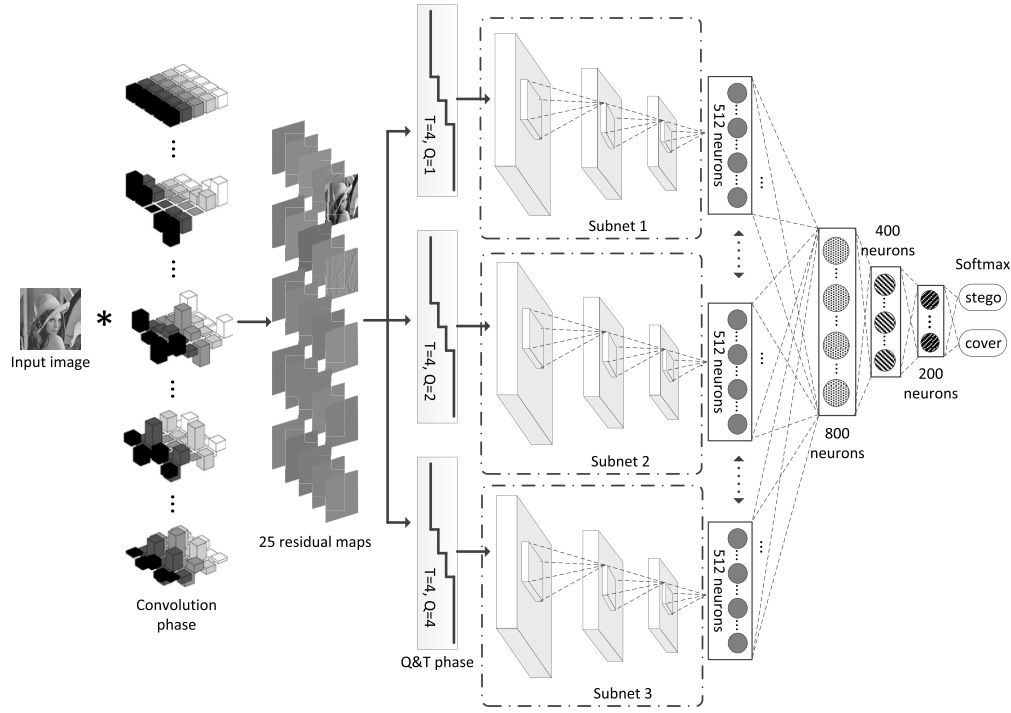 Input image
*
Convolution
phase
25 residual maps
T=4, Q=1
T=4, Q=2
T=4, Q=4
Q&T phase
Subnet 1
Subnet 2
Subnet 3
512 neurons
512 neurons
512 neurons
800
neurons
400
neurons
200
neurons
Softmax
stego
cover